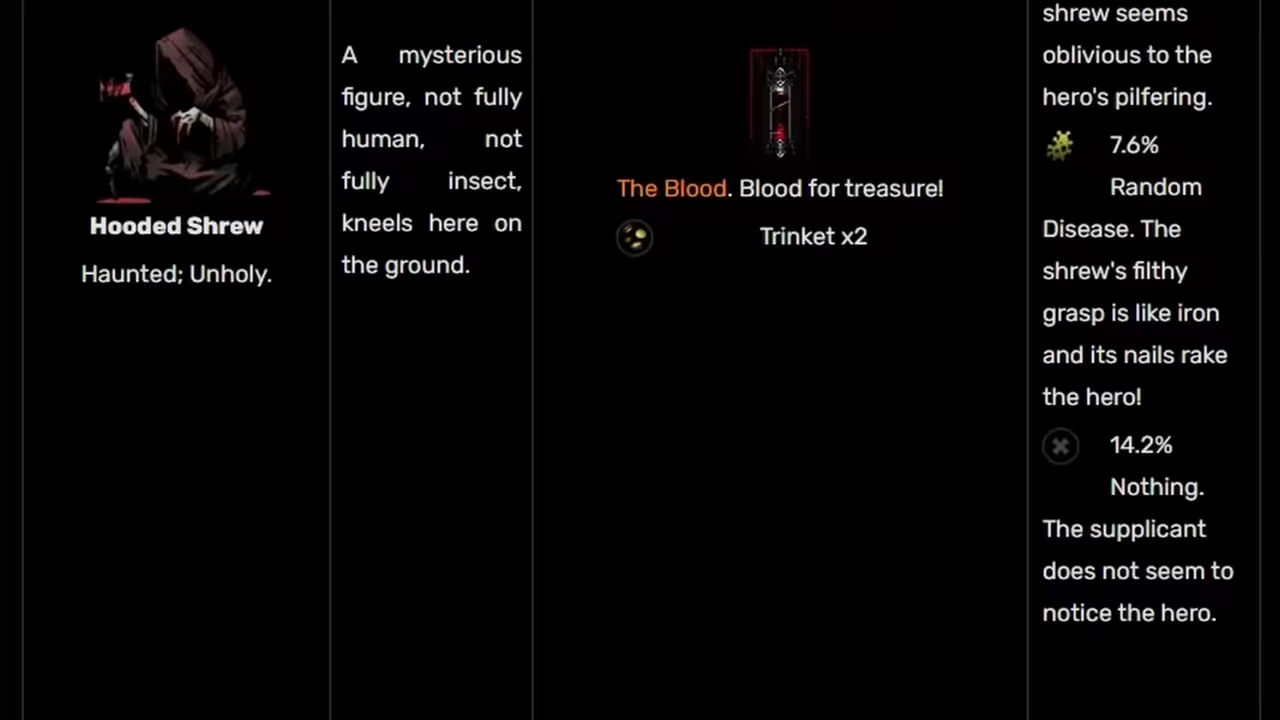 Hooded Shrew
Haunted; Unholy.
A mysterious
figure, not fully
human, not
fully insect,
kneels here on
the ground.
The Blood. Blood for treasure!
Trinket x2
shrew seems
oblivious to the
hero's pilfering.
7.6%
Random
Disease. The
shrew's filthy
grasp is like iron
and its nails rake
the hero!
14.2%
Nothing.
The supplicant
does not seem to
notice the hero.